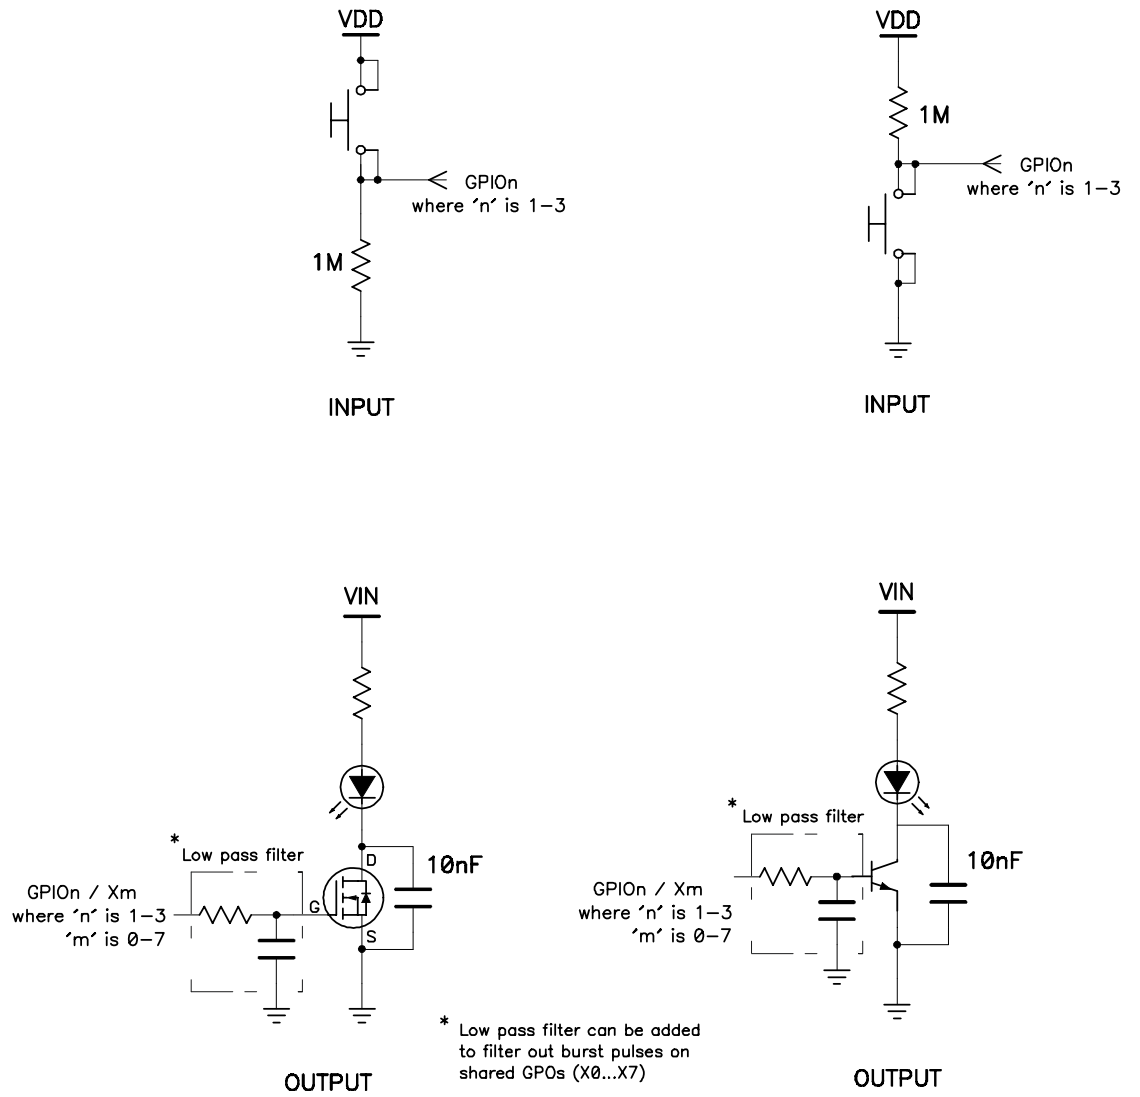 VDD
1M
GPIOn
where 'n' is 1-3
INPUT
VDD
1M
GPIOn
where 'n' is 1-3
INPUT
VIN
* Low pass filter
GPIOn / Xm
where 'n' is 1-3
'm' is 0-7
G
D
S
10nF
OUTPUT
VIN
* Low pass filter
GPIOn / Xm
where 'n' is 1-3
'm' is 0-7
10nF
OUTPUT
* Low pass filter can be added
to filter out burst pulses on
shared GPOs (X0...X7)